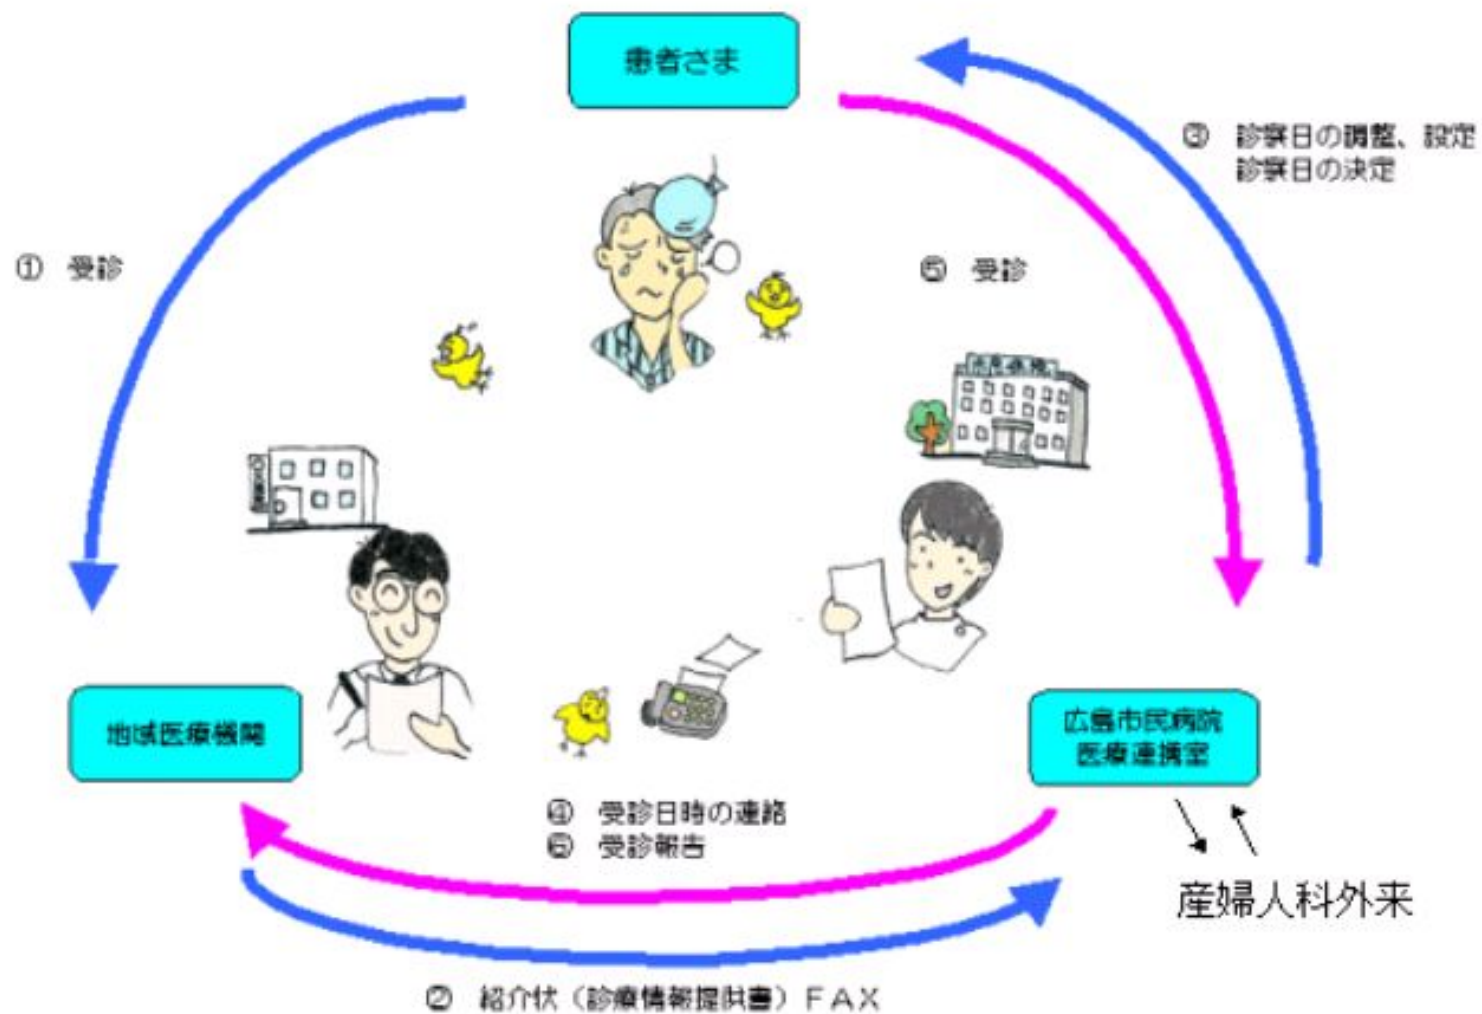 患者さま
③ 診察日の調整、設定
診察日の決定
① 受診
⑤ 受診
地域医療機関
広島市民病院
医療連携室
④ 受診日時の連絡
⑥ 受診報告
産婦人科外来
② 紹介状(診療情報提供書)FAX